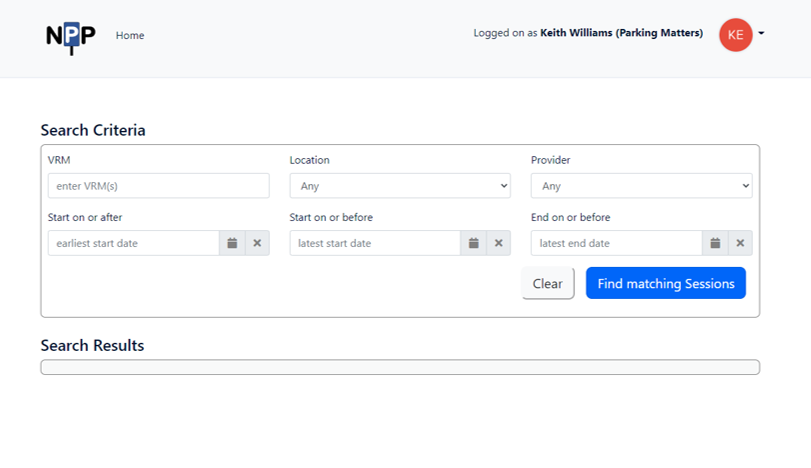 NPP
Home
Logged on as Keith Williams (Parking Matters)
KE
Search Criteria
VRM
Location
Provider
enter VRM(s)
Any
Any
Start on or after
Start on or before
End on or before
earliest start date
latest start date
latest end date
Clear
Find matching Sessions
Search Results